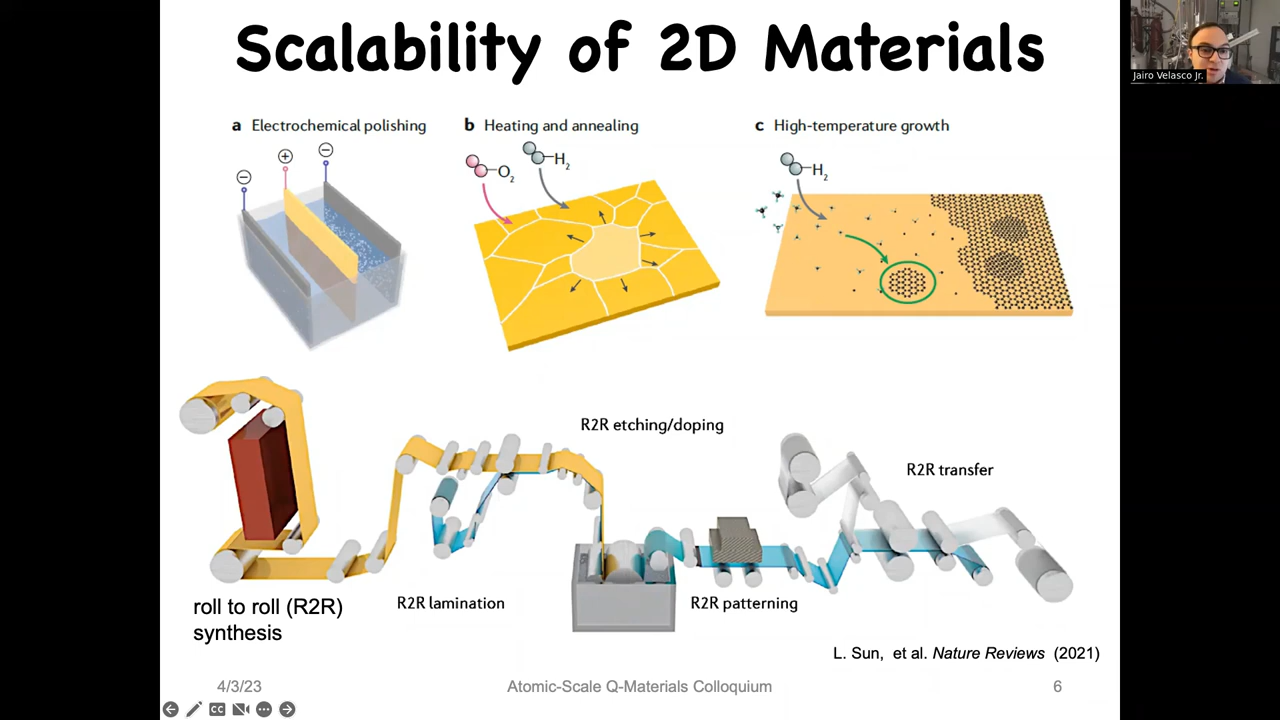 Scalability of 2D Materials
Jairo Velasco Jr.
a Electrochemical polishing
b Heating and annealing
c High-temperature growth
O2
H2
H2
R2R etching/doping
R2R transfer
R2R lamination
R2R patterning
roll to roll (R2R)
synthesis
L. Sun, et al. Nature Reviews (2021)
4/3/23
Atomic-Scale Q-Materials Colloquium
6
CC